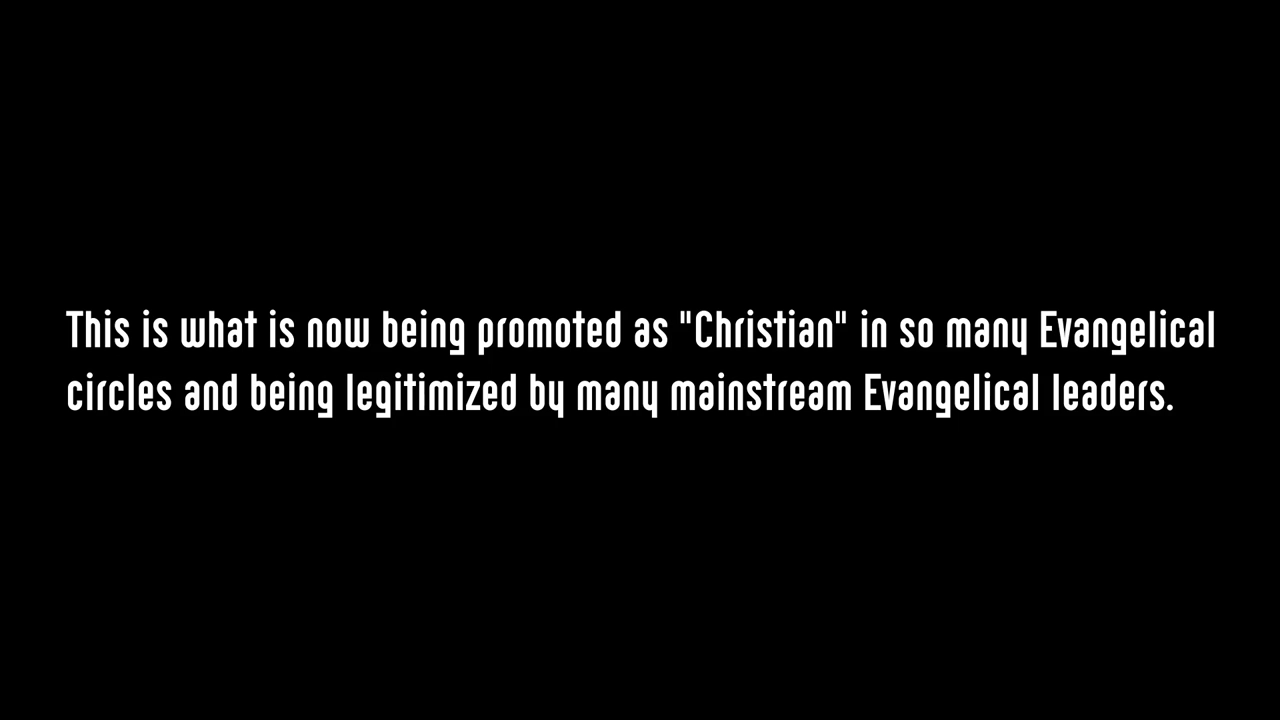 This is what is now being promoted as "Christian" in so many Evangelical
circles and being legitimized by many mainstream Evangelical leaders.